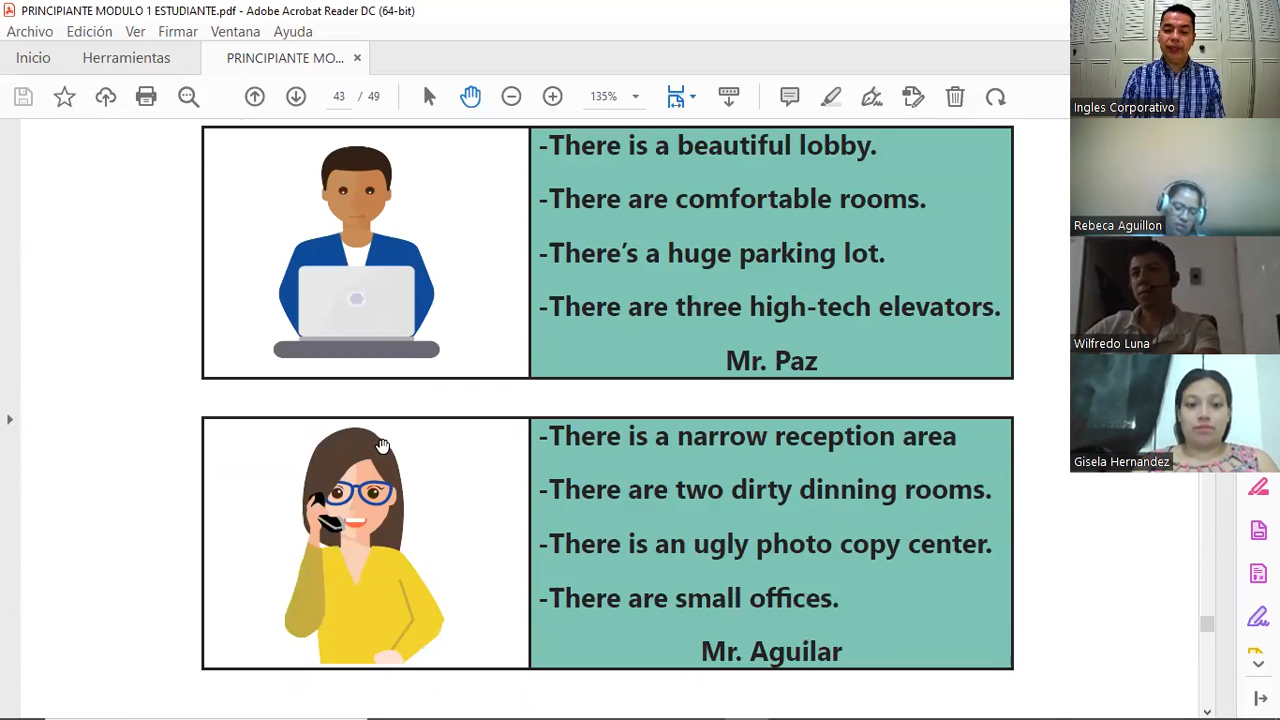 PRINCIPIANTE MODULO 1 ESTUDIANTE.pdf - Adobe Acrobat Reader DC (64-bit)
Archivo Edición Ver Firmar Ventana Ayuda
Inicio Herramientas PRINCIPIANTE MO... ×
43 / 49 135%
-There is a beautiful lobby.
-There are comfortable rooms.
-There's a huge parking lot.
-There are three high-tech elevators.
Mr. Paz
-There is a narrow reception area
-There are two dirty dinning rooms.
-There is an ugly photo copy center.
-There are small offices.
Mr. Aguilar
Ingles Corporativo
Rebeca Aguillon
Wilfredo Luna
Gisela Hernandez